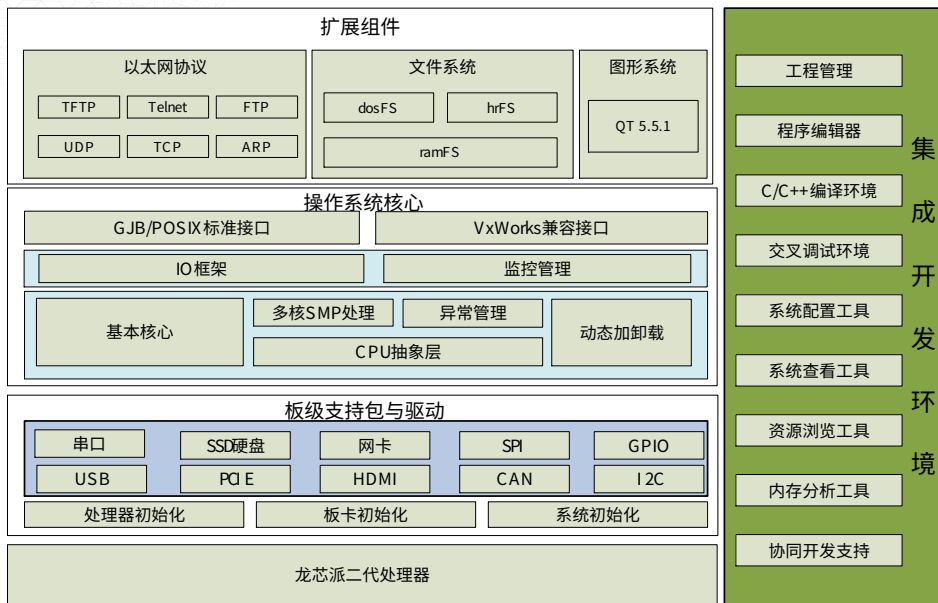 扩展组件
以太网协议
TFTP
Telnet
FTP
UDP
TCP
ARP
文件系统
dosFS
hrFS
ramFS
图形系统
QT 5.5.1
操作系统核心
GJB/POSIX标准接口
VxWorks兼容接口
IO框架
监控管理
基本核心
多核SMP处理
异常管理
CPU抽象层
动态加卸载
板级支持包与驱动
串口
SSD硬盘
网卡
SPI
GPIO
USB
PCIE
HDMI
CAN
I2C
处理器初始化
板卡初始化
系统初始化
龙芯派二代处理器
工程管理
程序编辑器
C/C++编译环境
交叉调试环境
系统配置工具
系统查看工具
资源浏览工具
内存分析工具
协同开发支持
集成开发环境